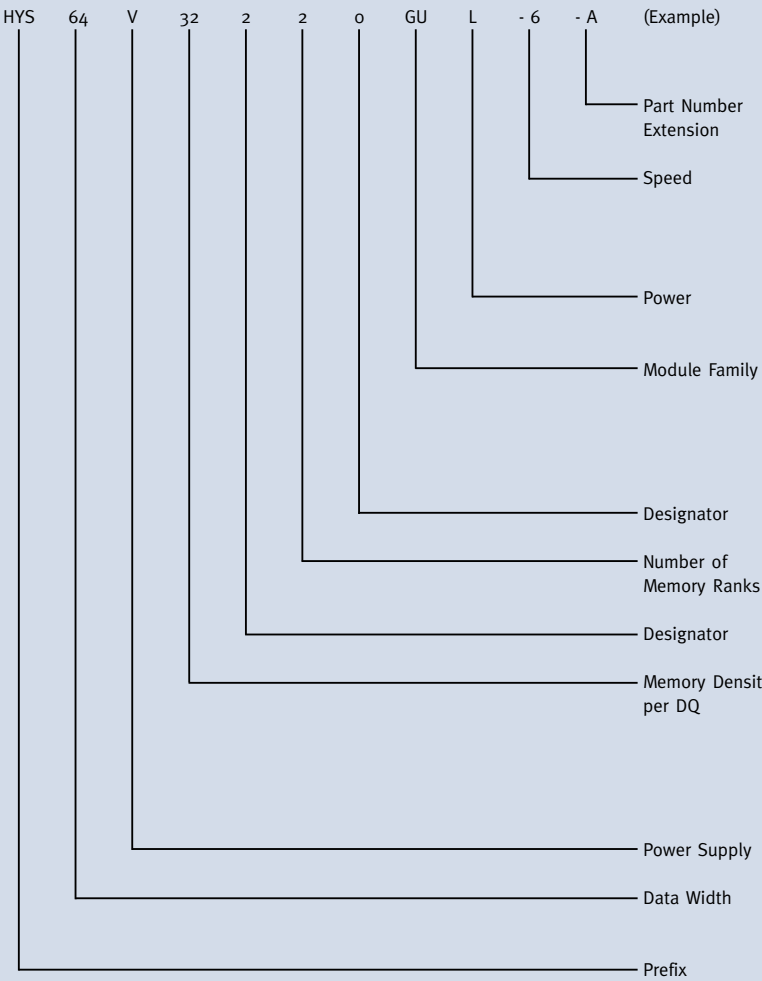 HYS 64 V 32 2 2 0 GU L - 6 - A (Example)
Part Number
Extension
Speed
Power
Module Family
Designator
Number of
Memory Ranks
Designator
Memory Densit
per DQ
Power Supply
Data Width
Prefix